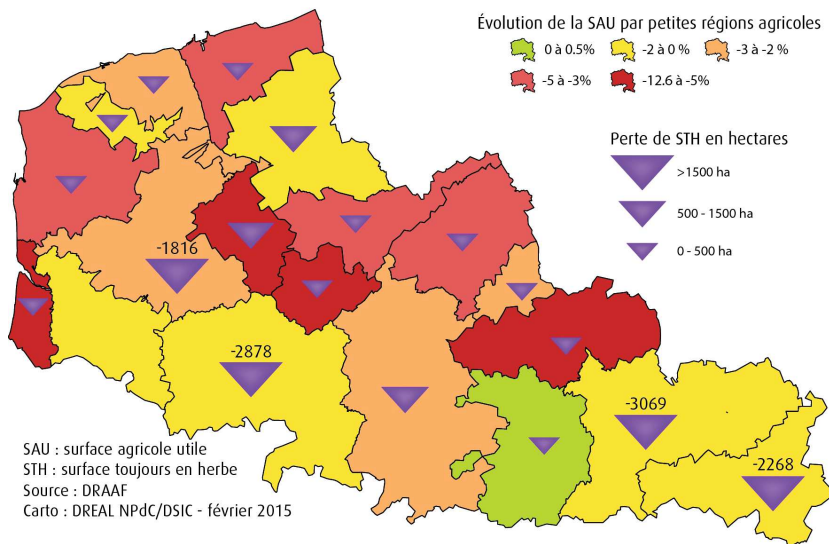 Évolution de la SAU par petites régions agricoles
0 à 0.5%
-2 à 0 %
-3 à -2 %
-5 à -3%
-12.6 à -5%
Perte de STH en hectares
>1500 ha
500 - 1500 ha
0 - 500 ha
-1816
-2878
-3069
-2268
SAU : surface agricole utile
STH : surface toujours en herbe
Source : DRAAF
Carto : DREAL NPdC/DSIC - février 2015